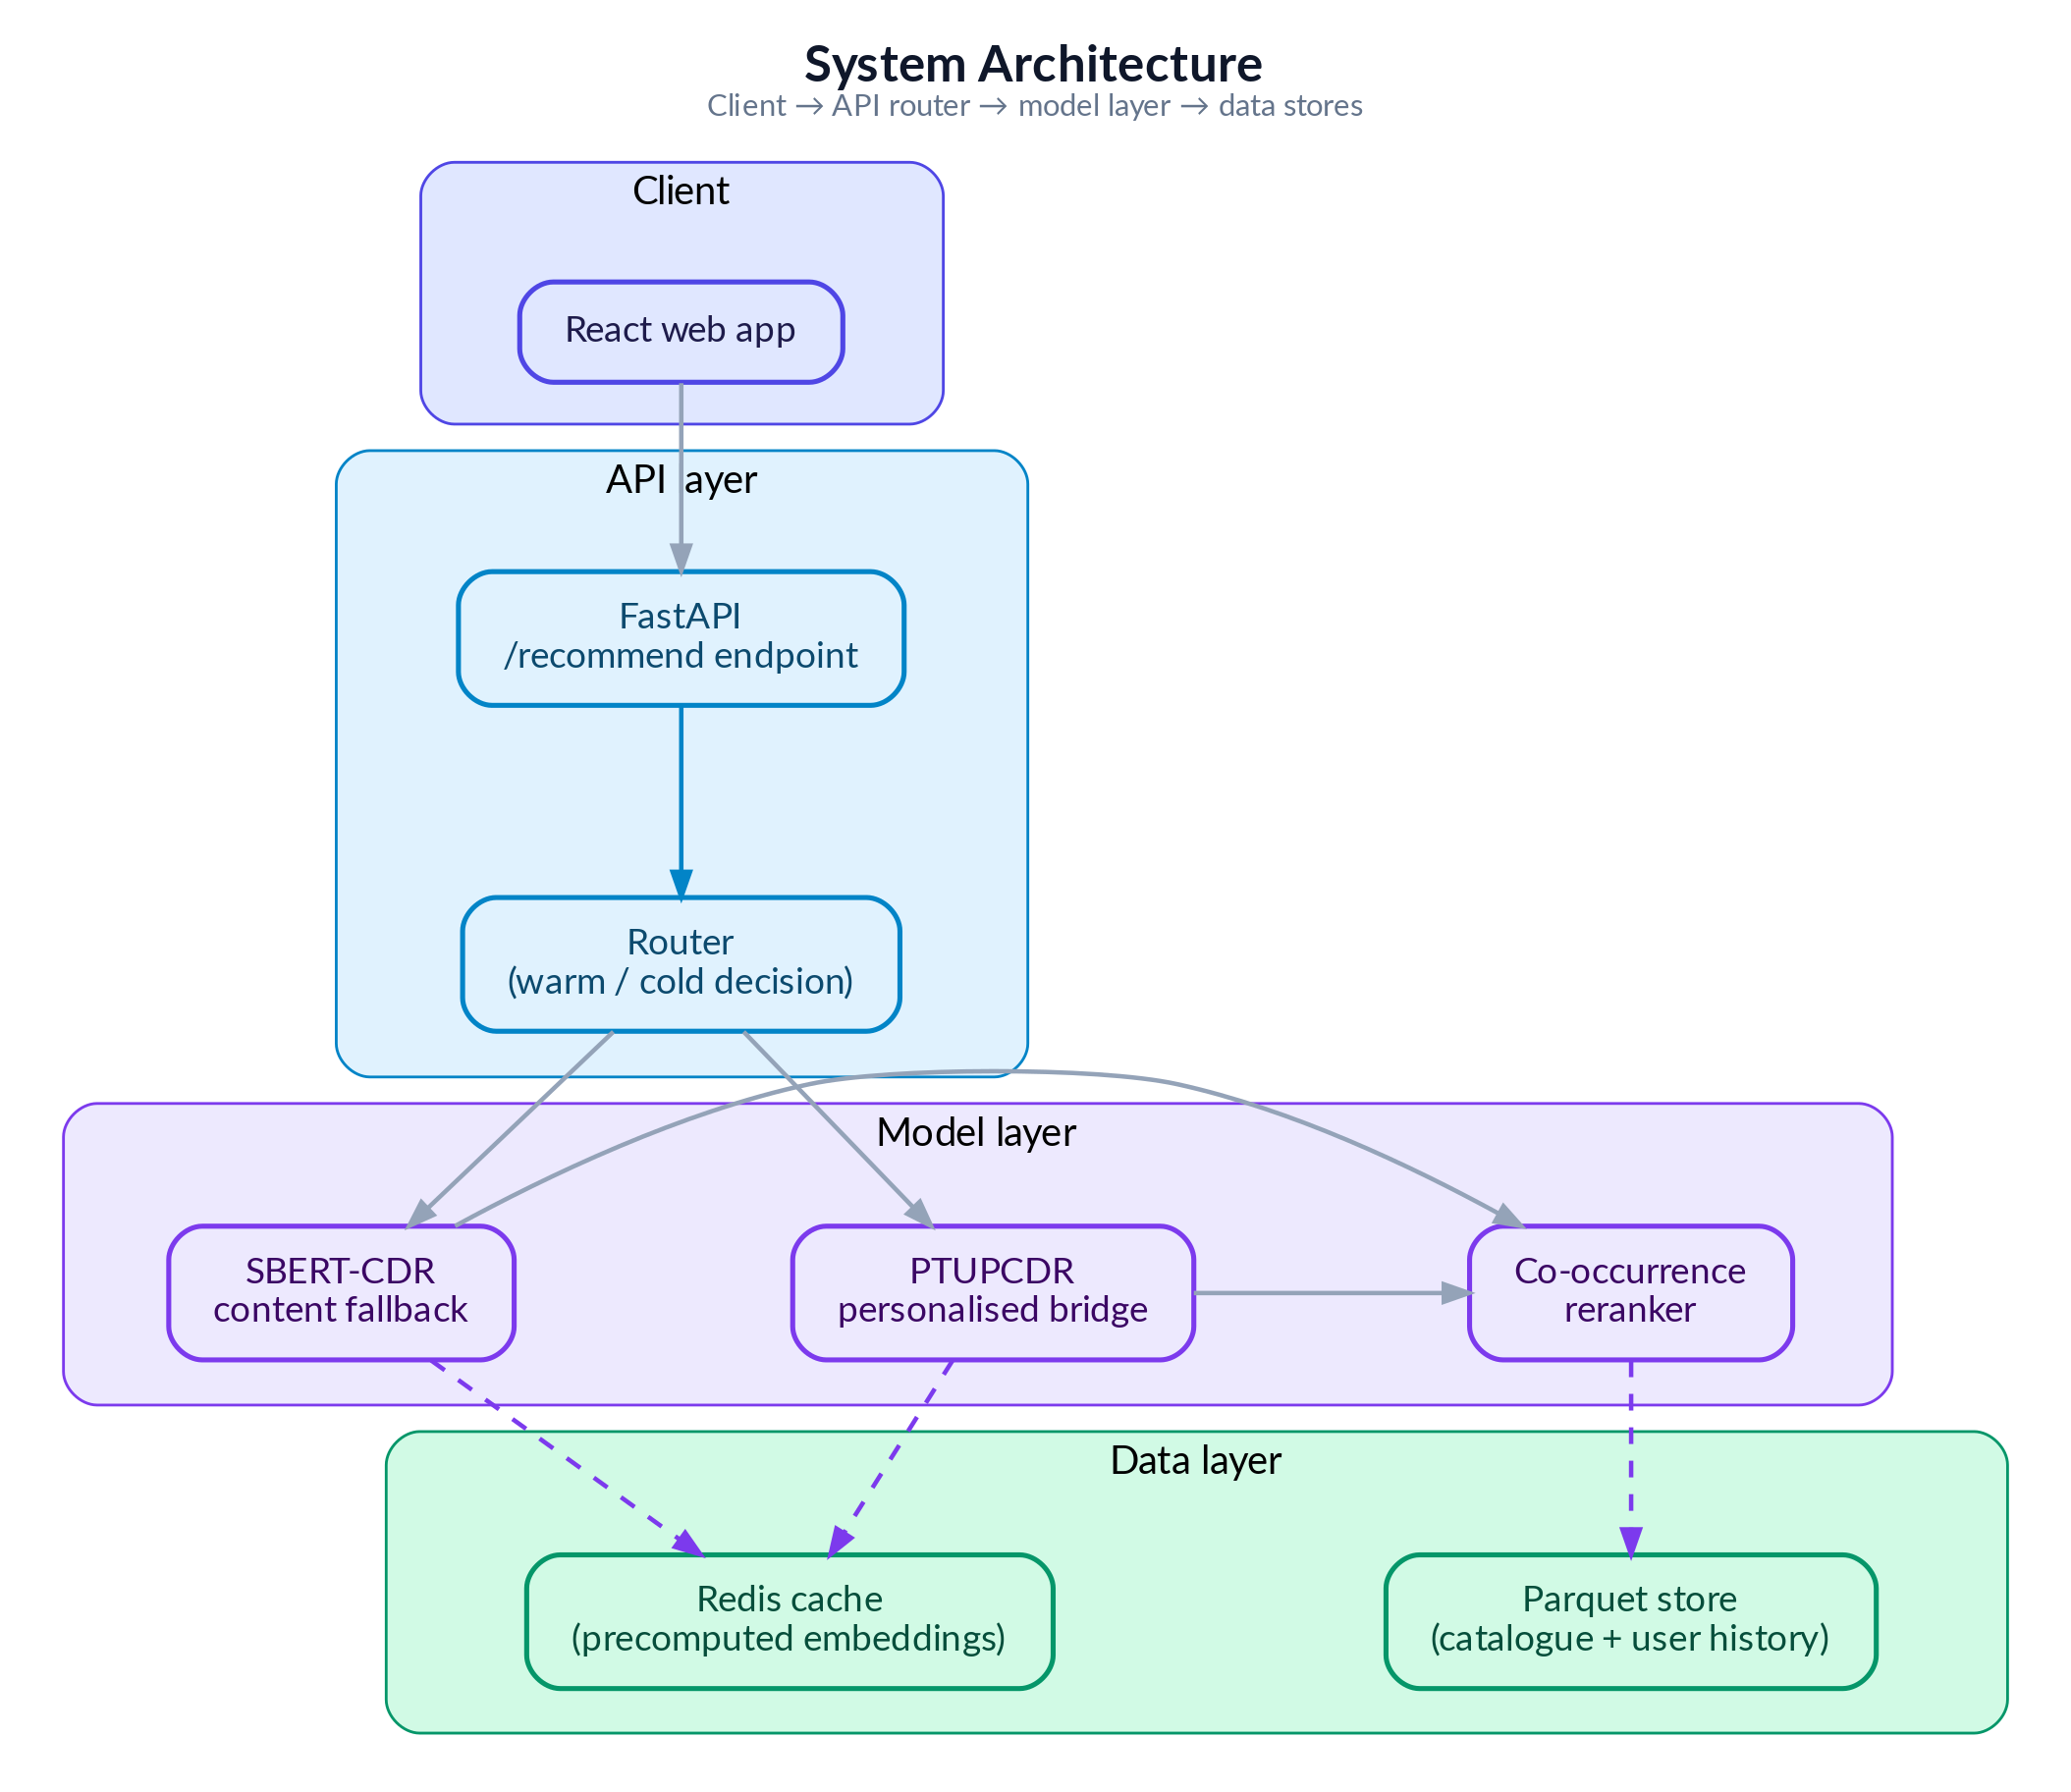 System Architecture
Client → API router → model layer → data stores
Client
React web app
API ayer
FastAPI
/recommend endpoint
Router
(warm / cold decision)
Model layer
SBERT-CDR
content fallback
PTUPCDR
personalised bridge
Co-occurrence
reranker
Data layer
Redis cache
(precomputed embeddings)
Parquet store
(catalogue + user history)